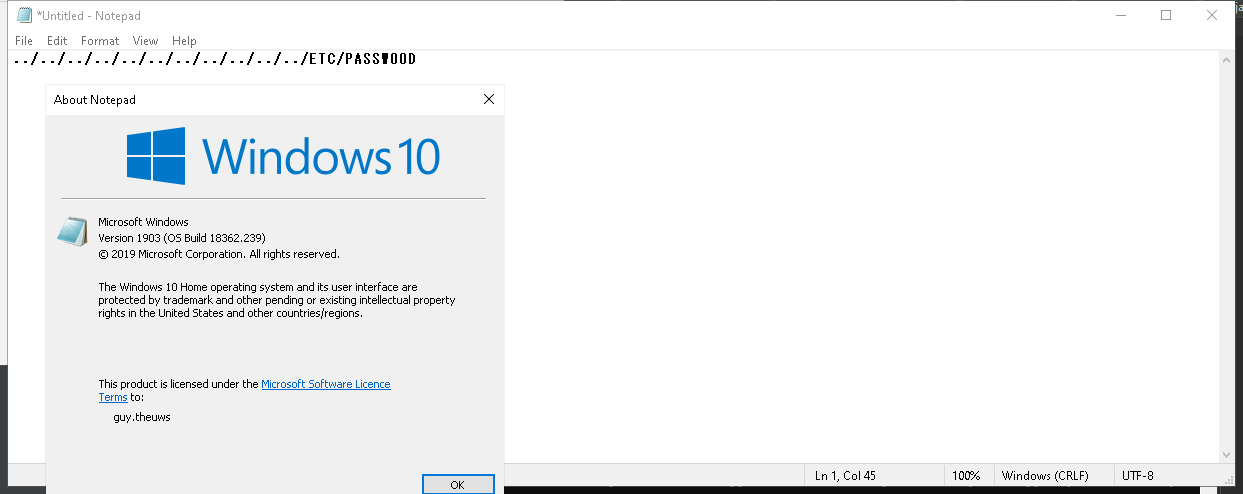 *Untitled - Notepad
File Edit Format View Help
../../../../../../../../../../../ETC/PASSWOOD
About Notepad
Windows 10
Microsoft Windows
Version 1903 (OS Build 18362.239)
© 2019 Microsoft Corporation. All rights reserved.
The Windows 10 Home operating system and its user interface are
protected by trademark and other pending or existing intellectual property
rights in the United States and other countries/regions.
This product is licensed under the Microsoft Software Licence
Terms to:
guy.theuws
OK
Ln 1, Col 45 100% Windows (CRLF) UTF-8